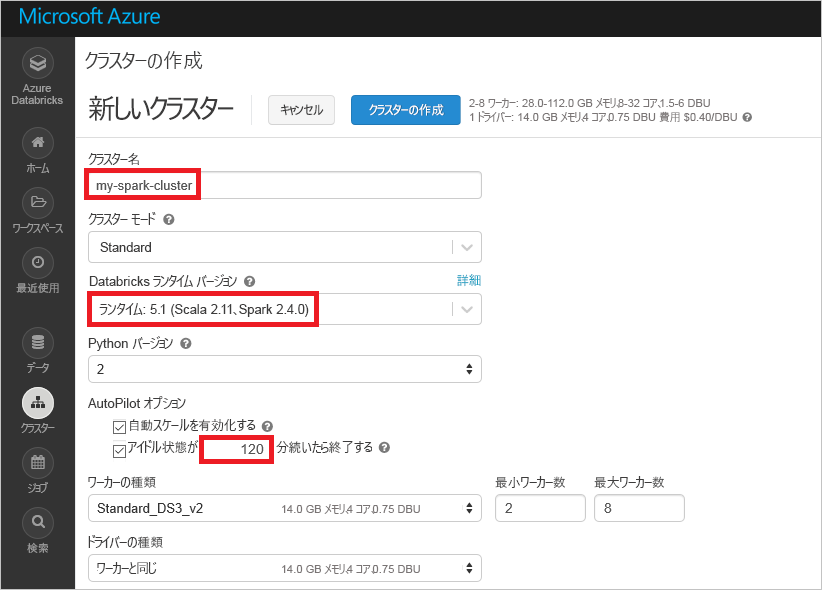 Microsoft Azure
Azure
Databricks
ホーム
ワークスペース
最近使用
データ
クラスター
ジョブ
検索
クラスターの作成
新しいクラスター
キャンセル
クラスターの作成
2-8 ワーカー: 28.0-112.0 GB メモリ,8-32 コア,1.5-6 DBU
1 ドライバー: 14.0 GB メモリ,4 コア,0.75 DBU 費用 $0.40/DBU
クラスター名
my-spark-cluster
クラスター モード
Standard
Databricks ランタイム バージョン 詳細
ランタイム: 5.1 (Scala 2.11、Spark 2.4.0)
Python バージョン
2
AutoPilot オプション
自動スケールを有効化する
アイドル状態が 120 分続いたら終了する
ワーカーの種類 最小ワーカー数 最大ワーカー数
Standard_DS3_v2 14.0 GB メモリ,4 コア,0.75 DBU 2 8
ドライバーの種類
ワーカーと同じ 14.0 GB メモリ,4 コア,0.75 DBU